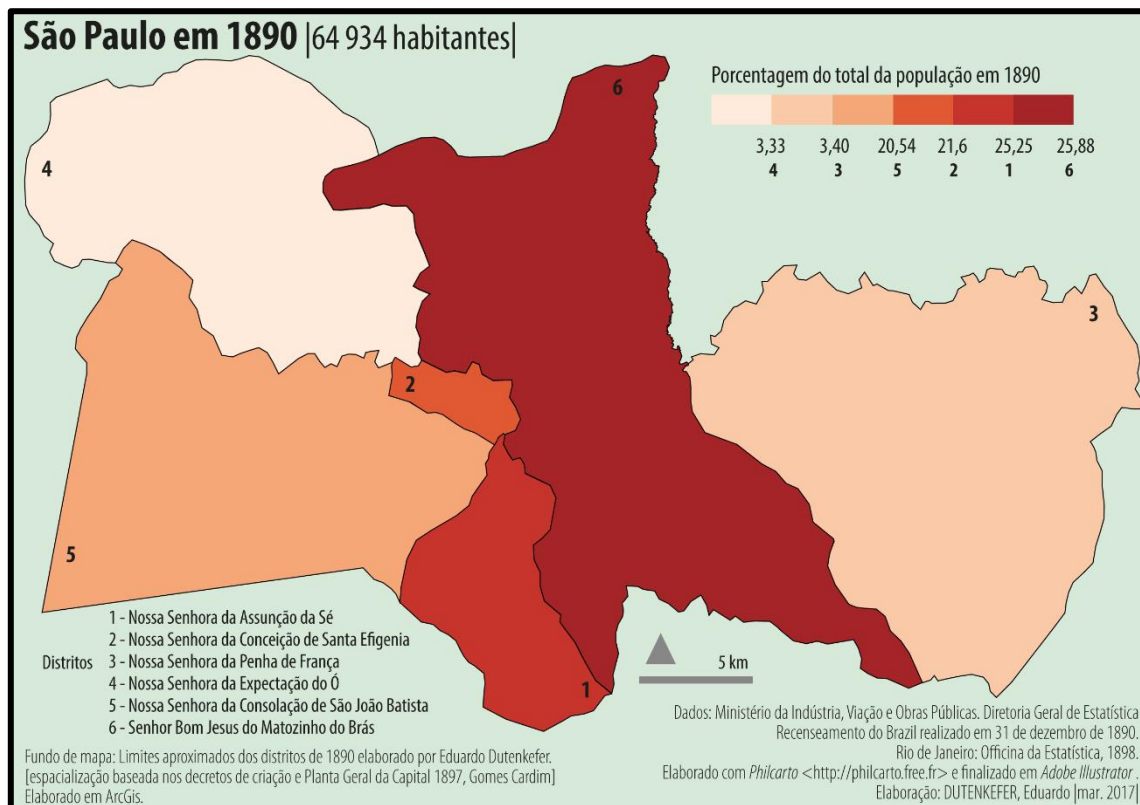 São Paulo em 1890 |64 934 habitantes|
Porcentagem do total da população em 1890
3,33 3,40 20,54 21,6 25,25 25,88
4 3 5 2 1 6
6
4
3
2
5
1
5 km
Distritos
1 - Nossa Senhora da Assunção da Sé
2 - Nossa Senhora da Conceição de Santa Efigenia
3 - Nossa Senhora da Penha de França
4 - Nossa Senhora da Expectação do Ó
5 - Nossa Senhora da Consolação de São João Batista
6 - Senhor Bom Jesus do Matozinho do Brás
Fundo de mapa: Limites aproximados dos distritos de 1890 elaborado por Eduardo Dutenkefer.
[espacialização baseada nos decretos de criação e Planta Geral da Capital 1897, Gomes Cardim]
Elaborado em ArcGis.
Dados: Ministério da Indústria, Viação e Obras Públicas. Diretoria Geral de Estatística
Recenseamento do Brazil realizado em 31 de dezembro de 1890.
Rio de Janeiro: Officina da Estatística, 1898.
Elaborado com Philcarto <http://philcarto.free.fr> e finalizado em Adobe Illustrator .
Elaboração: DUTENKEFER, Eduardo |mar. 2017|